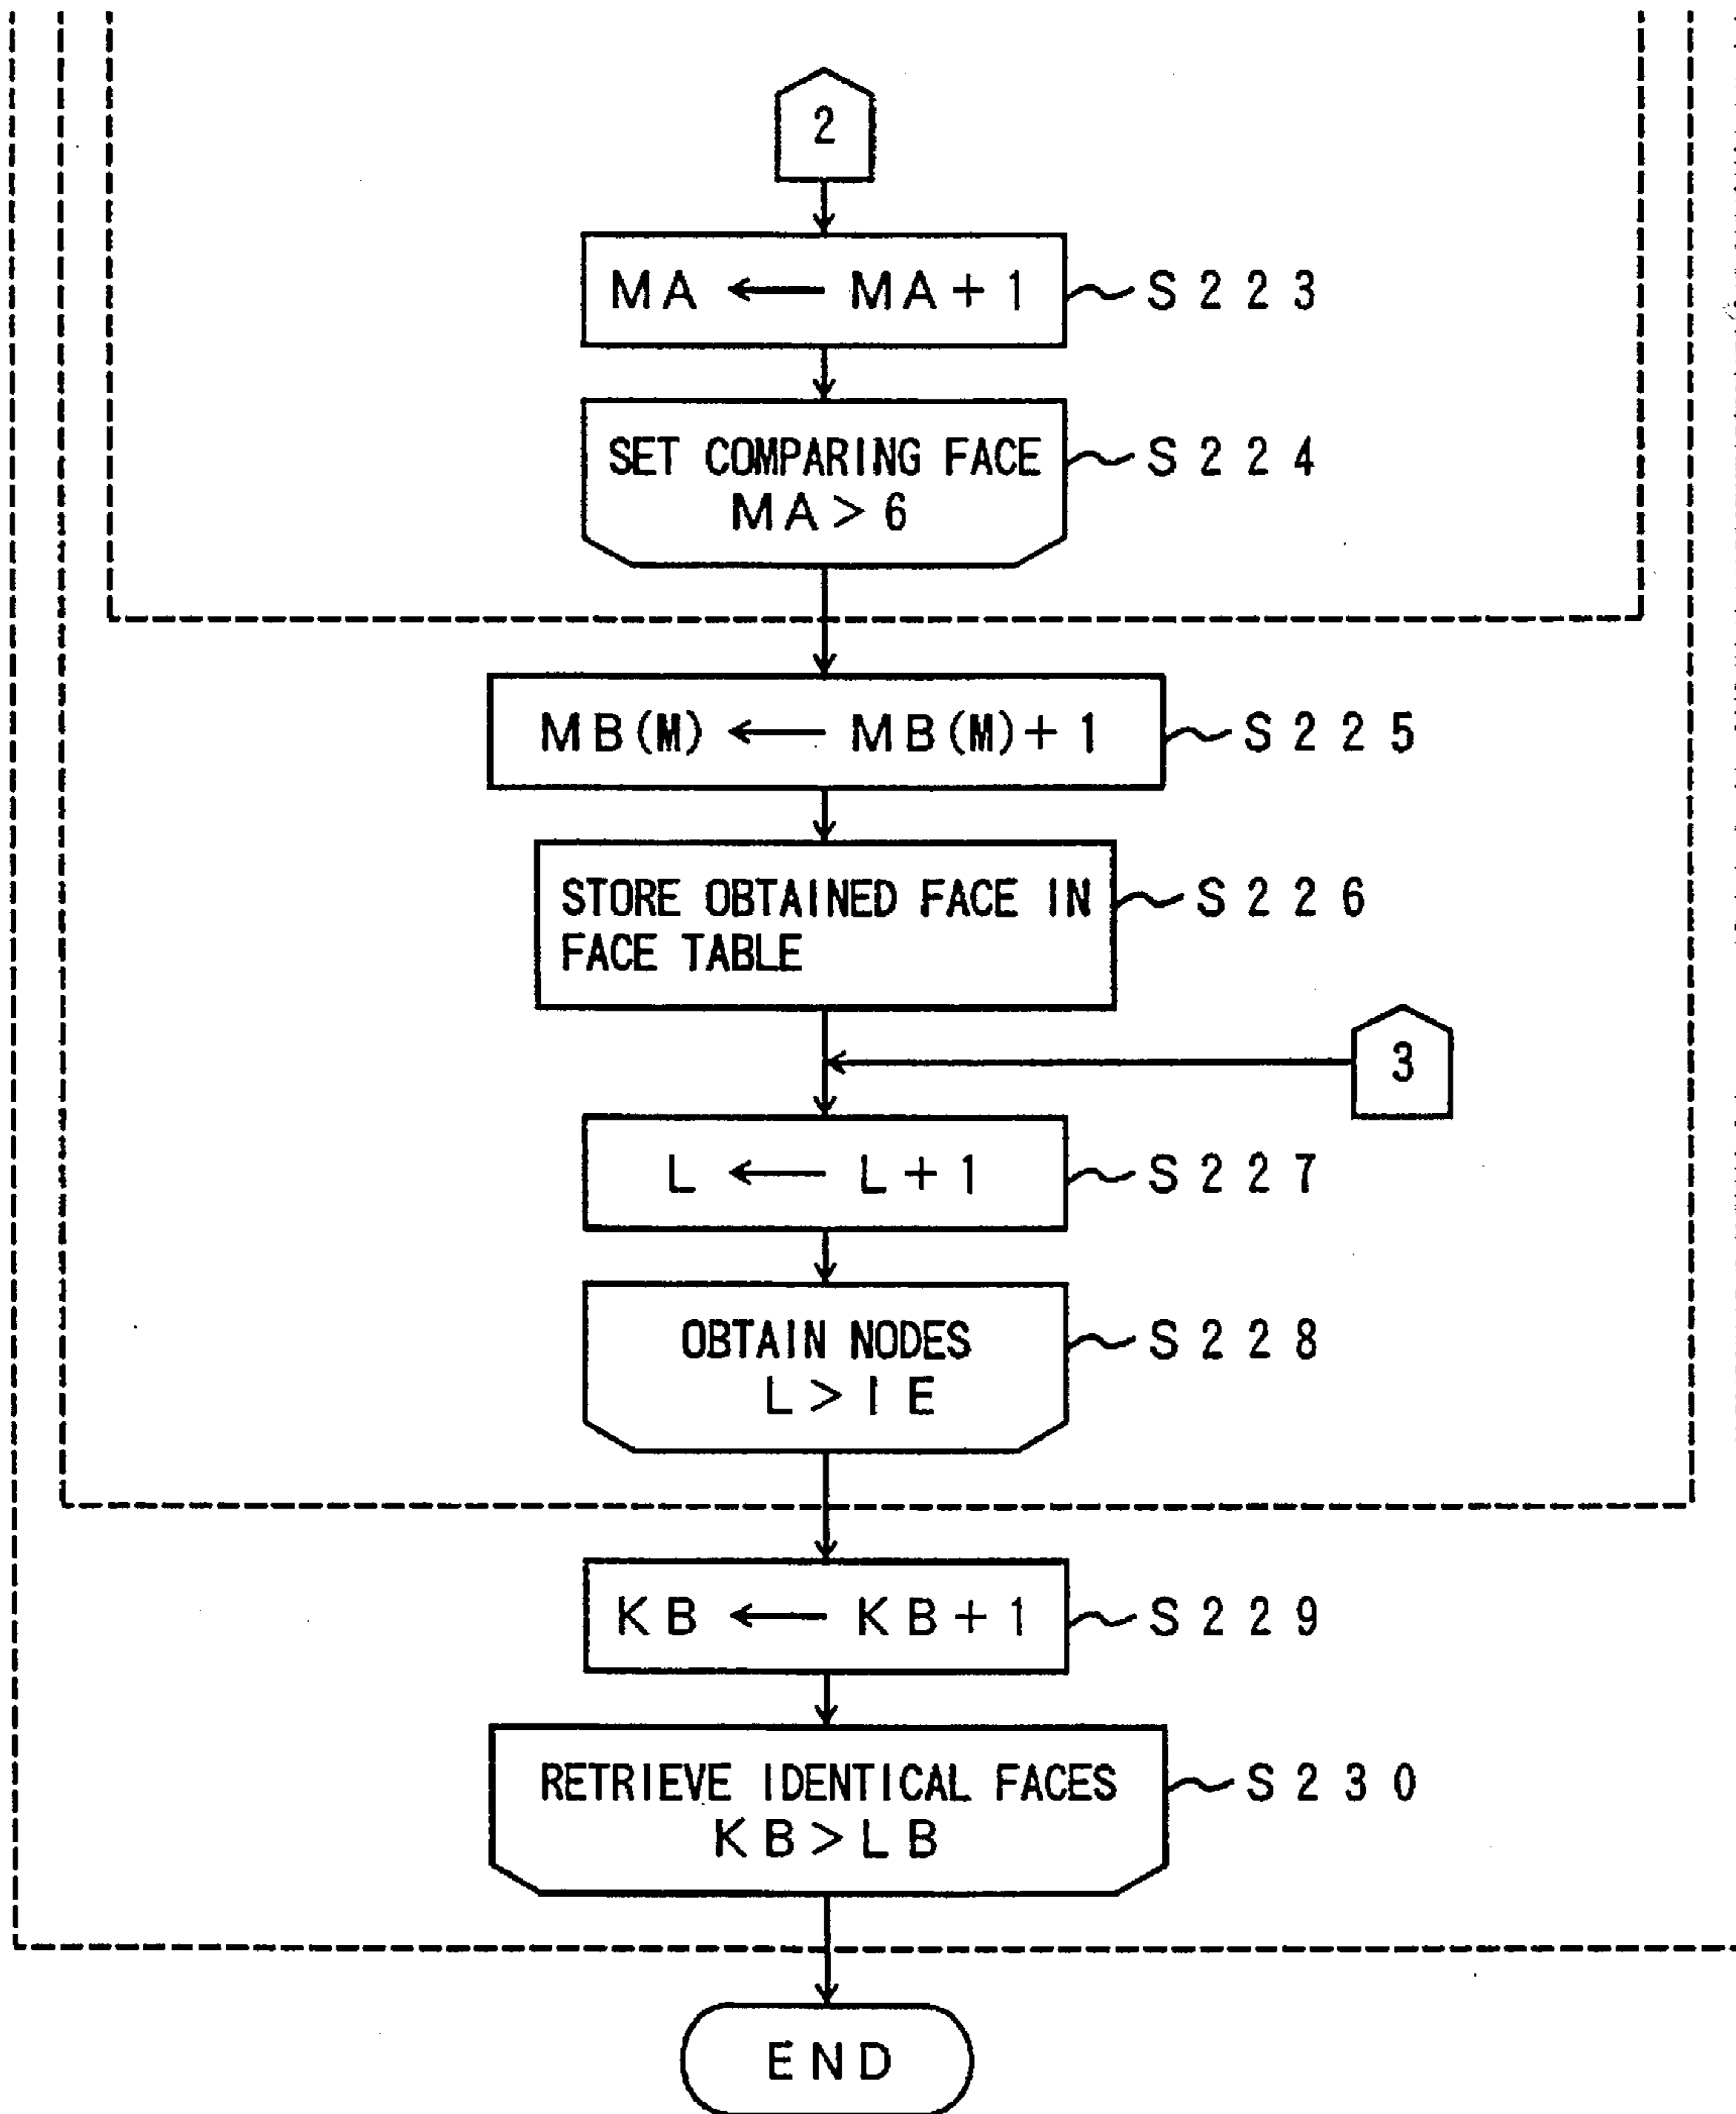 2
MA ← MA+1 S223
SET COMPARING FACE S224
MA>6
MB(M) ← MB(M)+1 S225
STORE OBTAINED FACE IN S226
FACE TABLE
3
L ← L+1 S227
OBTAIN NODES S228
L>IE
KB ← KB+1 S229
RETRIEVE IDENTICAL FACES S230
KB>LB
END